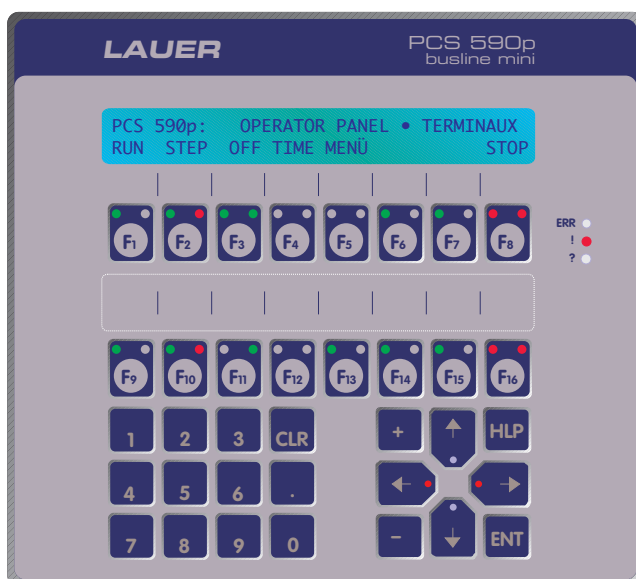 LAUER
PCS 590p
busline mini
PCS 590p: OPERATOR PANEL • TERMINAUX
RUN STEP OFF TIME MENÜ STOP
F1 F2 F3 F4 F5 F6 F7 F8
ERR
!
?
F9 F10 F11 F12 F13 F14 F15 F16
1 2 3 CLR + ↑ HLP
4 5 6 . ← →
7 8 9 0 - ↓ ENT